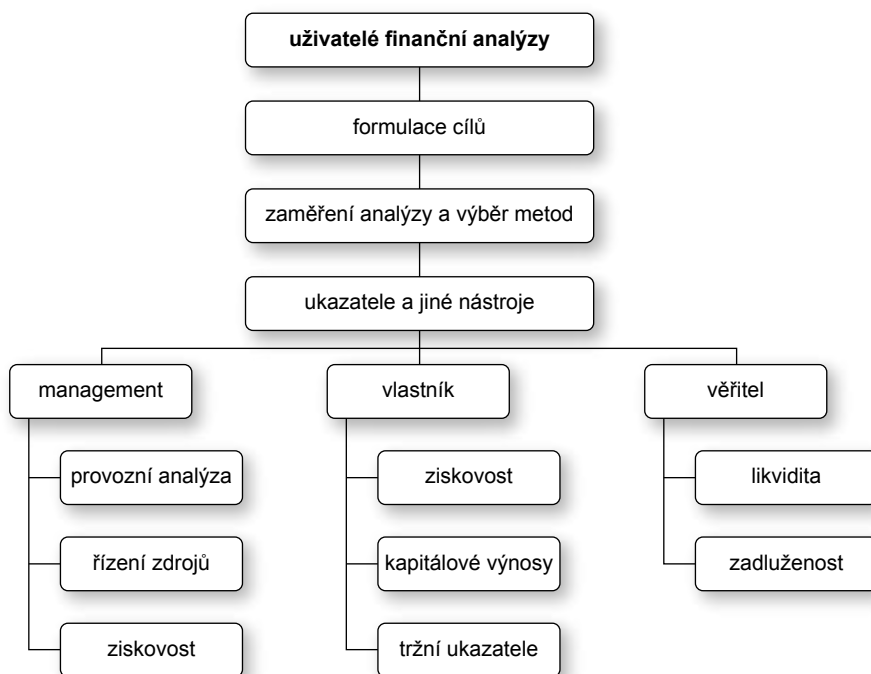 uživatelé finanční analýzy
formulace cílů
zaměření analýzy a výběr metod
ukazatele a jiné nástroje
management
vlastník
věřitel
provozní analýza
ziskovost
likvidita
řízení zdrojů
kapitálové výnosy
zadluženost
ziskovost
tržní ukazatele